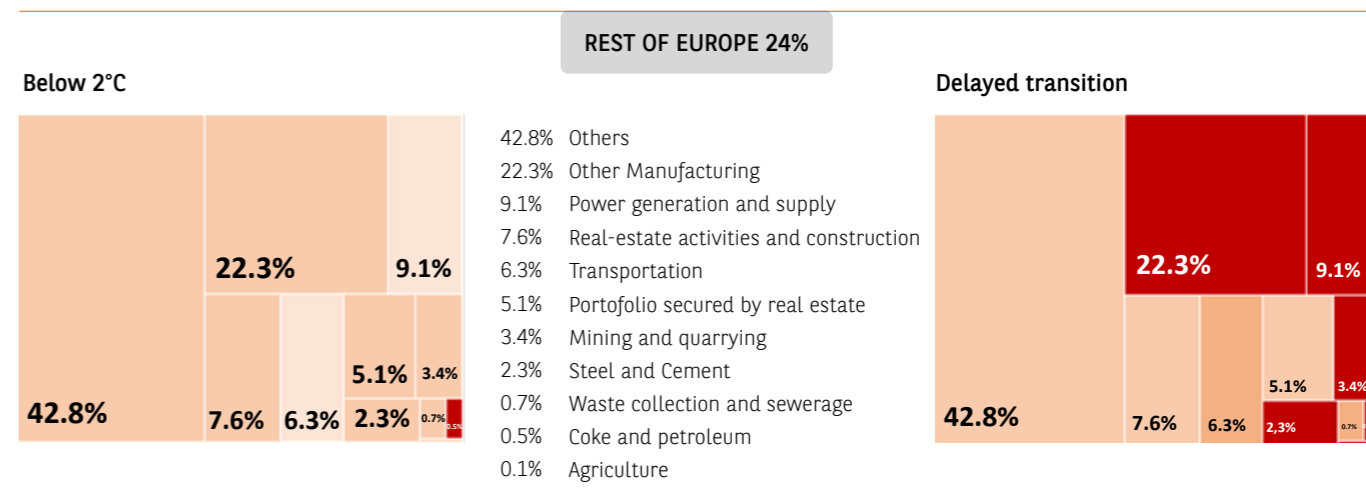 REST OF EUROPE 24%
Below 2°C
22.3%
9.1%
5.1%
3.4%
42.8%
7.6%
6.3%
2.3%
0.7%
0.5%
42.8% Others
22.3% Other Manufacturing
9.1% Power generation and supply
7.6% Real-estate activities and construction
6.3% Transportation
5.1% Portofolio secured by real estate
3.4% Mining and quarrying
2.3% Steel and Cement
0.7% Waste collection and sewerage
0.5% Coke and petroleum
0.1% Agriculture
Delayed transition
22.3%
9.1%
5.1%
3.4%
42.8%
7.6%
6.3%
2,3%
0.7%